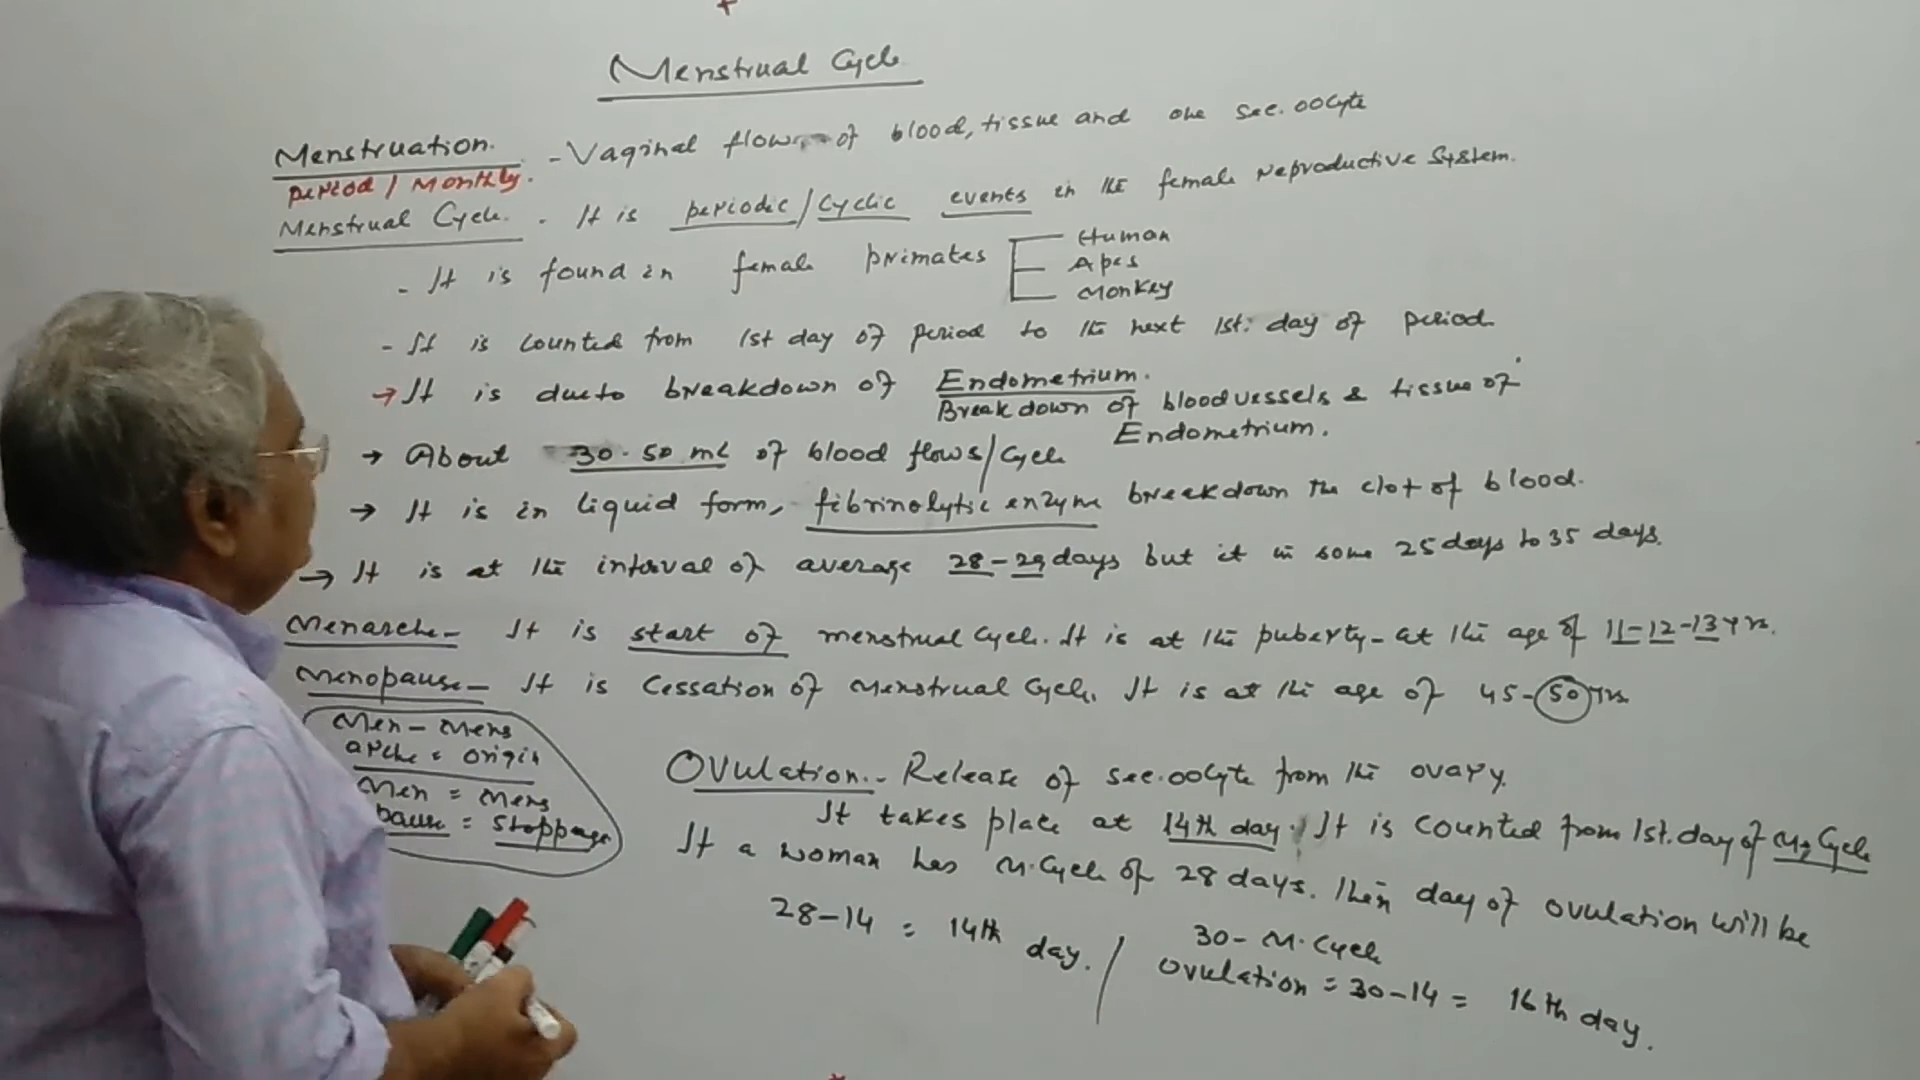 Menstrual Cycle
Menstruation. - Vaginal flow of blood, tissue and one sec. oocyte
Period / Monthly.
Menstrual Cycle. - It is periodic/cyclic events in the female reproductive system.
- It is found in female primates
Human
Apes
Monkey
- It is counted from 1st day of period to the next 1st. day of period
→ It is due to breakdown of Endometrium.
Breakdown of blood vessels & tissue of
Endometrium.
→ About 30-50 mL of blood flows/cycle
→ It is in liquid form, fibrinolytic enzyme breakdown the clot of blood.
→ It is at the interval of average 28-29 days but it in some 25 days to 35 days.
Menarche - It is start of menstrual cycle. It is at the puberty - at the age of 11-12-13 yrs.
Menopause - It is cessation of menstrual cycle. It is at the age of 45-50 yrs
Men - Mens
arche = origin
Men = Mens
pause = stoppage
Ovulation. - Release of sec. oocyte from the ovary.
It takes place at 14th day. It is counted from 1st. day of M. Cycle
If a woman has M. Cycle of 28 days. then day of ovulation will be
28-14 = 14th day. /
30 - M. Cycle
Ovulation = 30-14 = 16th day.